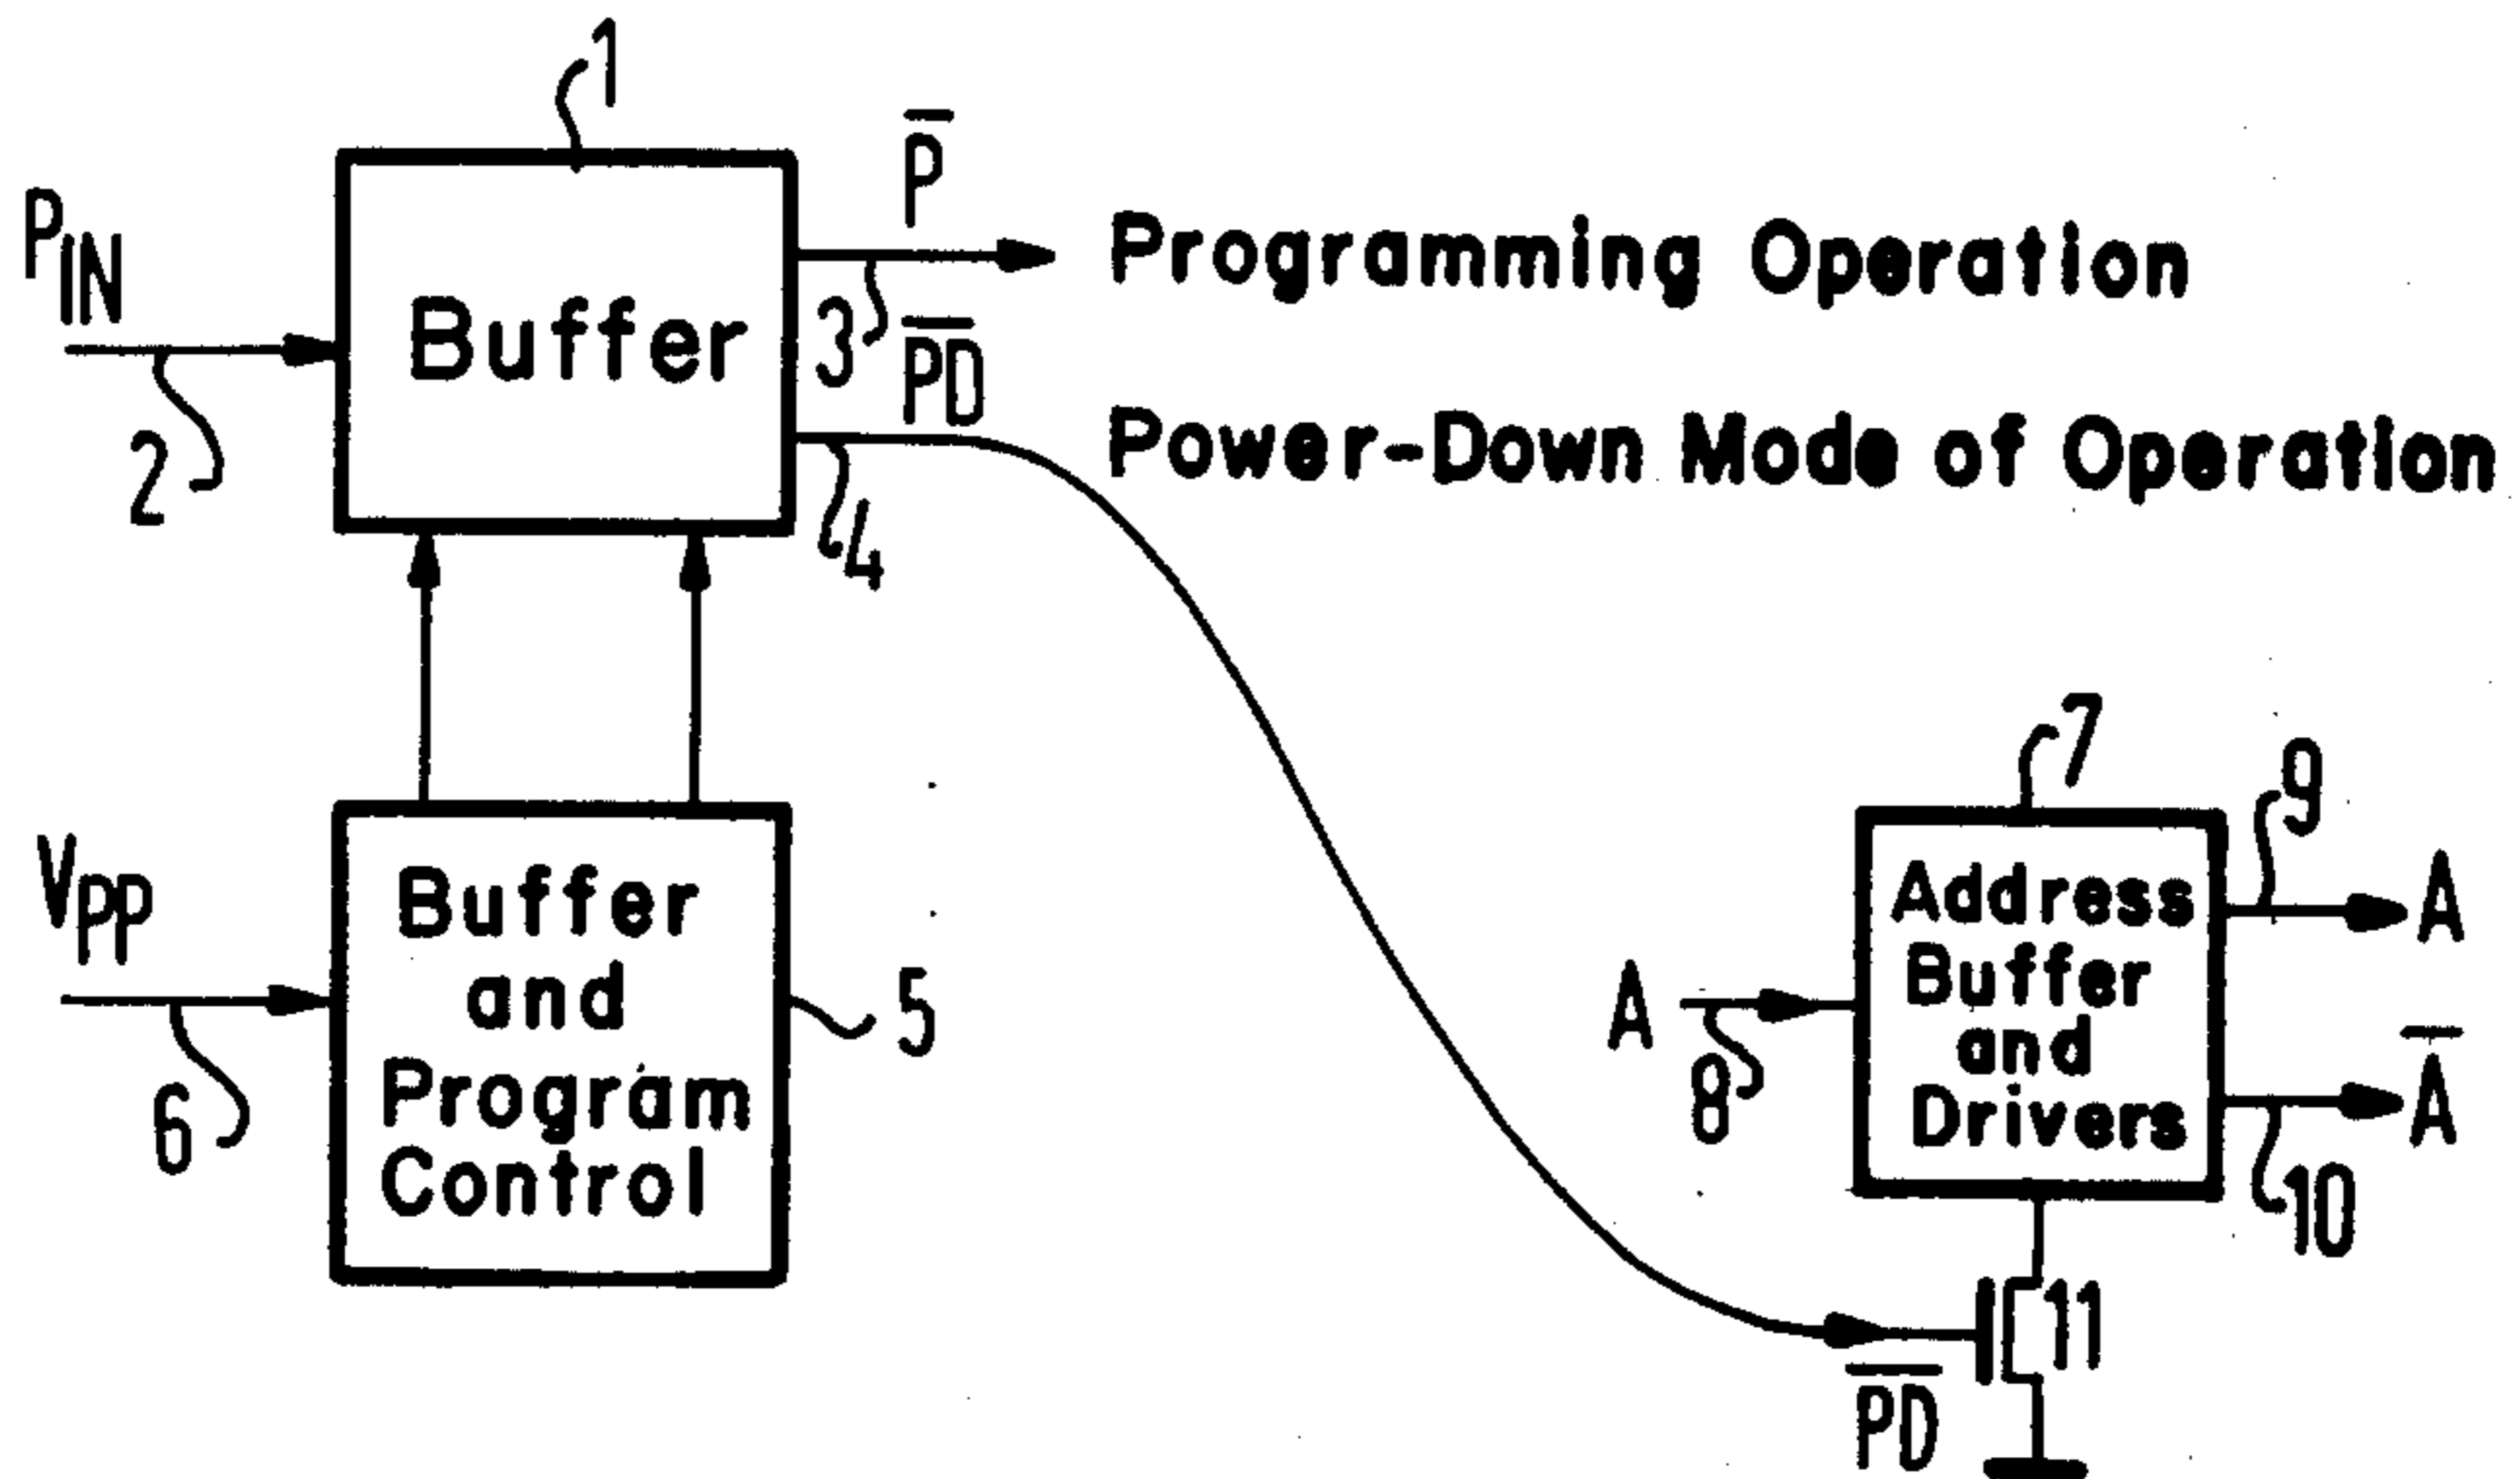 1
P̅
P_IN
Programming Operation
Buffer
3
P̅D̅
2
4
Power-Down Mode of Operation
V_PP
Buffer
and
Program
Control
5
6
7
9
Address
Buffer
and
Drivers
A
A
8
A̅
10
11
P̅D̅